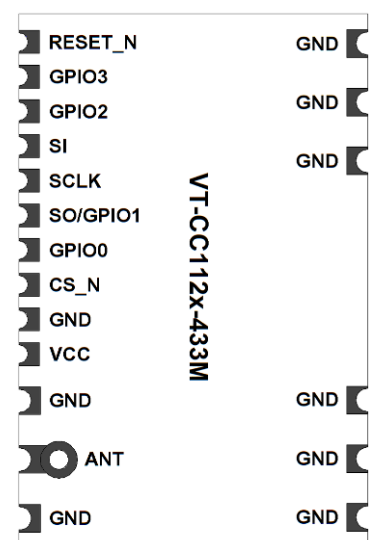 RESET_N
GND
GPIO3
GPIO2
GND
SI
GND
SCLK
SO/GPIO1
GPIO0
CS_N
GND
VCC
VT-CC112x-433M
GND
GND
ANT
GND
GND
GND